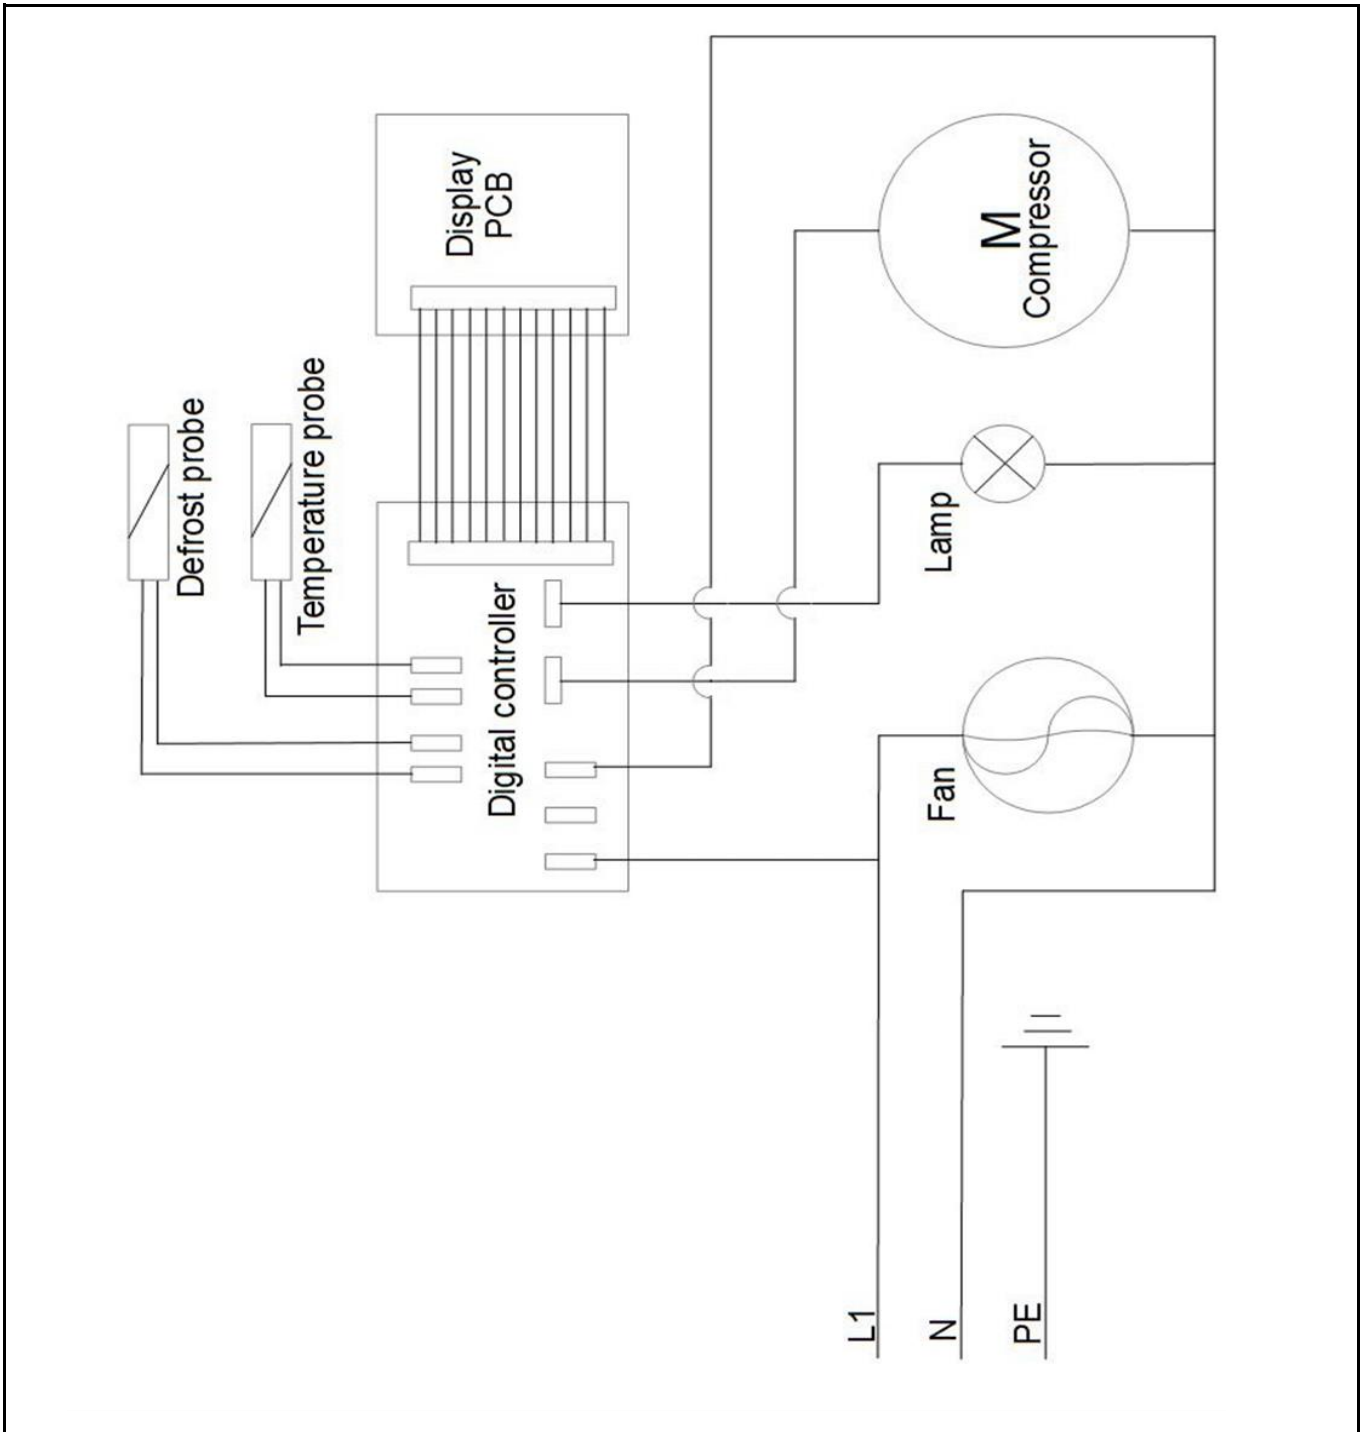 Defrost probe
Temperature probe
Display
PCB
Digital controller
M
Compressor
Lamp
Fan
L1
N
PE